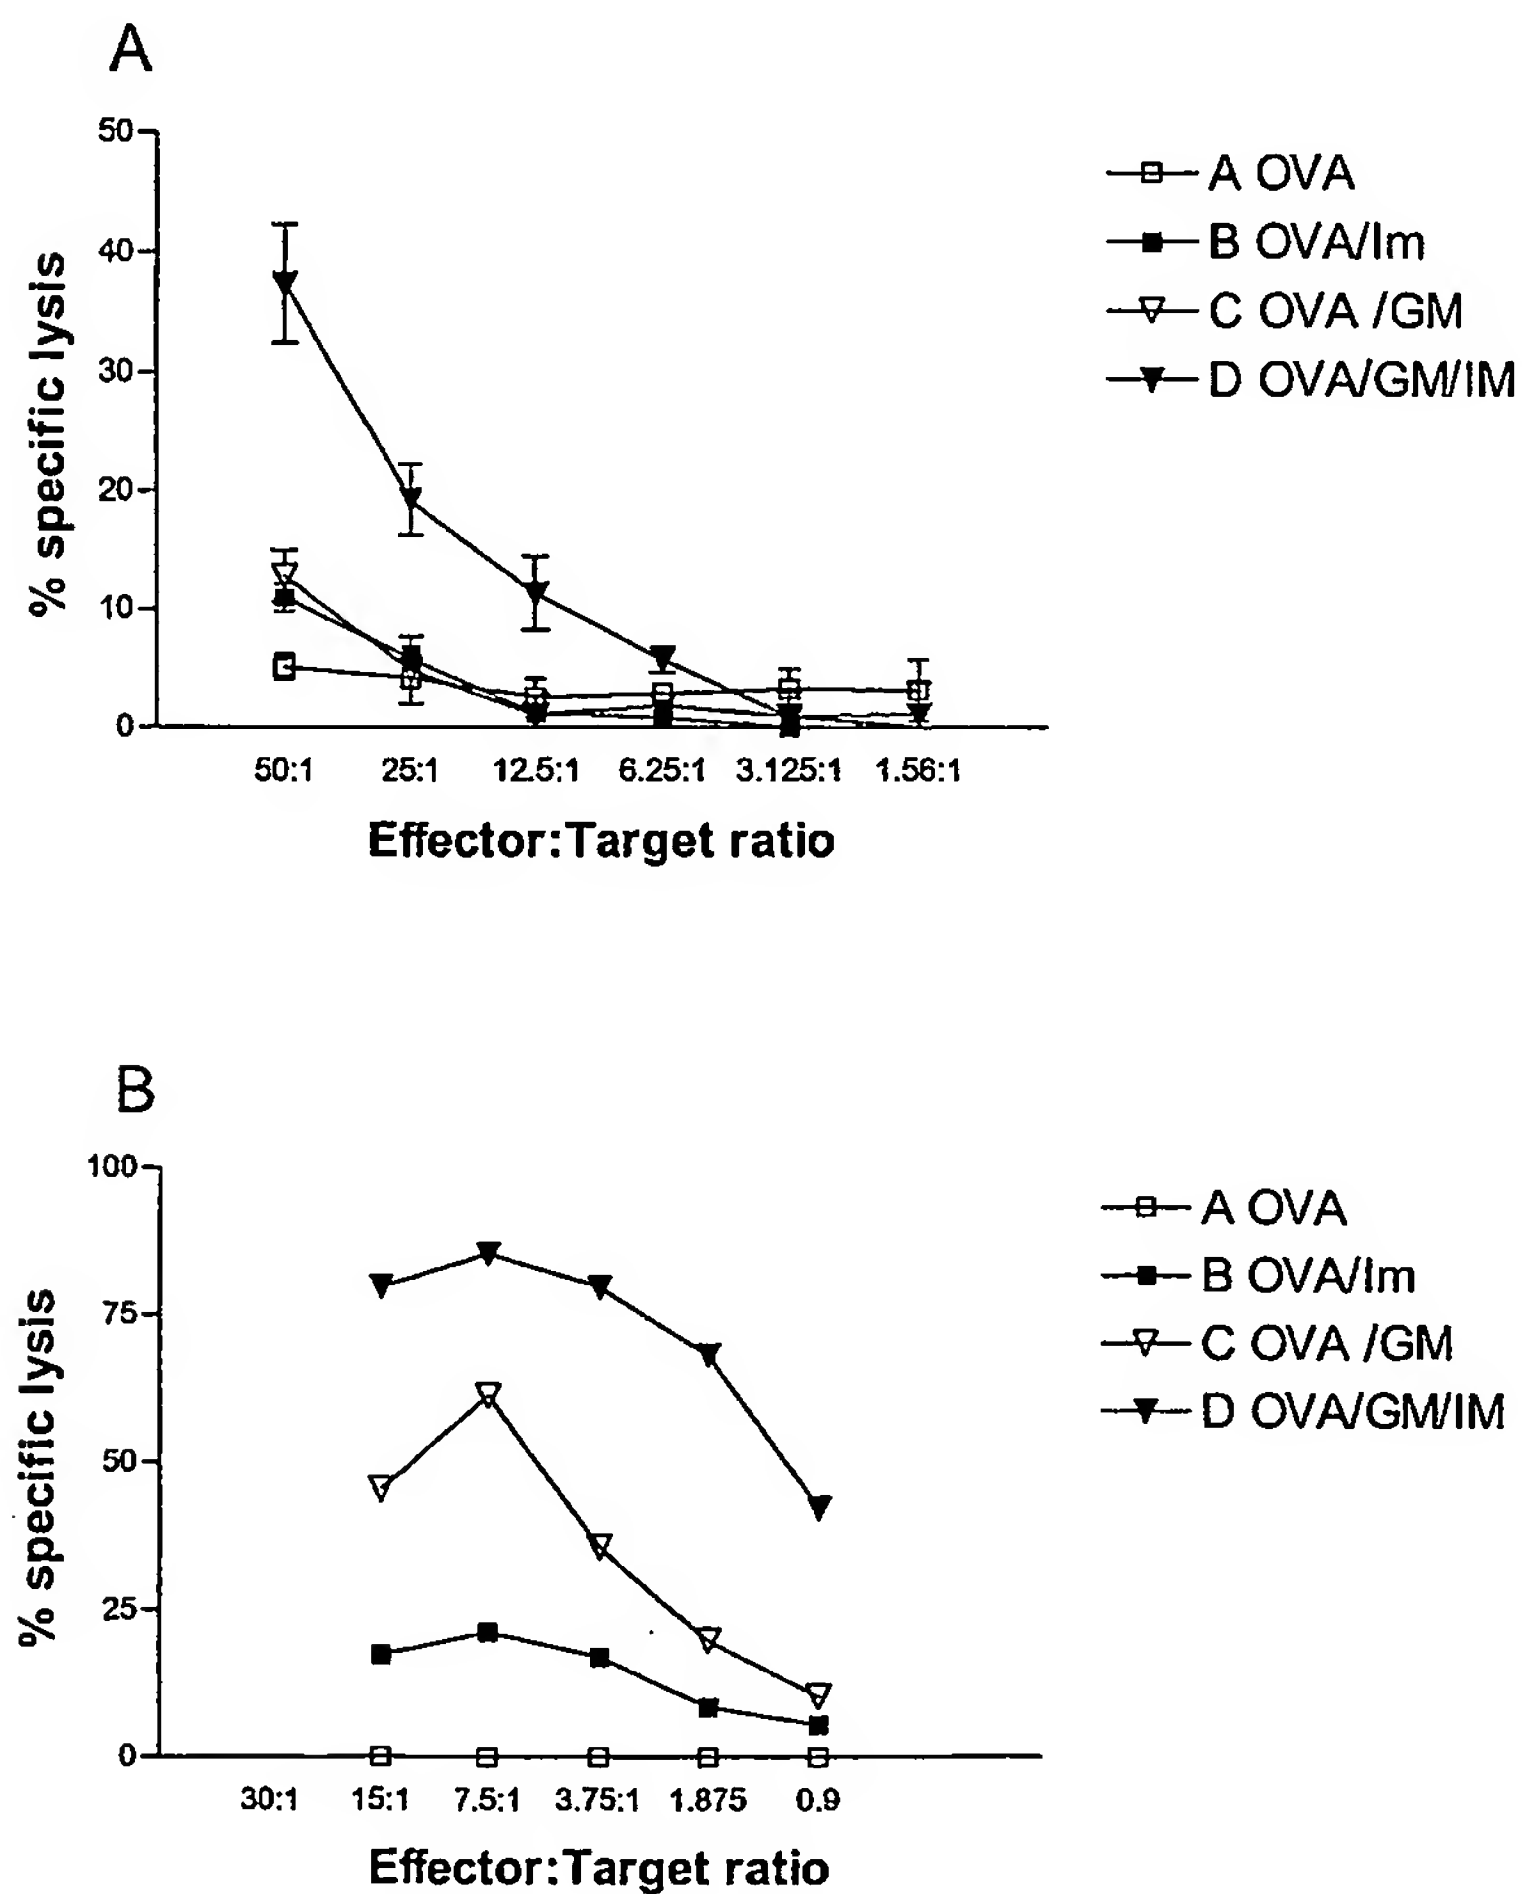 A
50
40
30
20
10
0
% specific lysis
50:1 25:1 12.5:1 6.25:1 3.125:1 1.56:1
Effector:Target ratio
A OVA
B OVA/Im
C OVA /GM
D OVA/GM/IM
B
100
75
50
25
0
% specific lysis
30:1 15:1 7.5:1 3.75:1 1.875 0.9
Effector:Target ratio
A OVA
B OVA/Im
C OVA /GM
D OVA/GM/IM